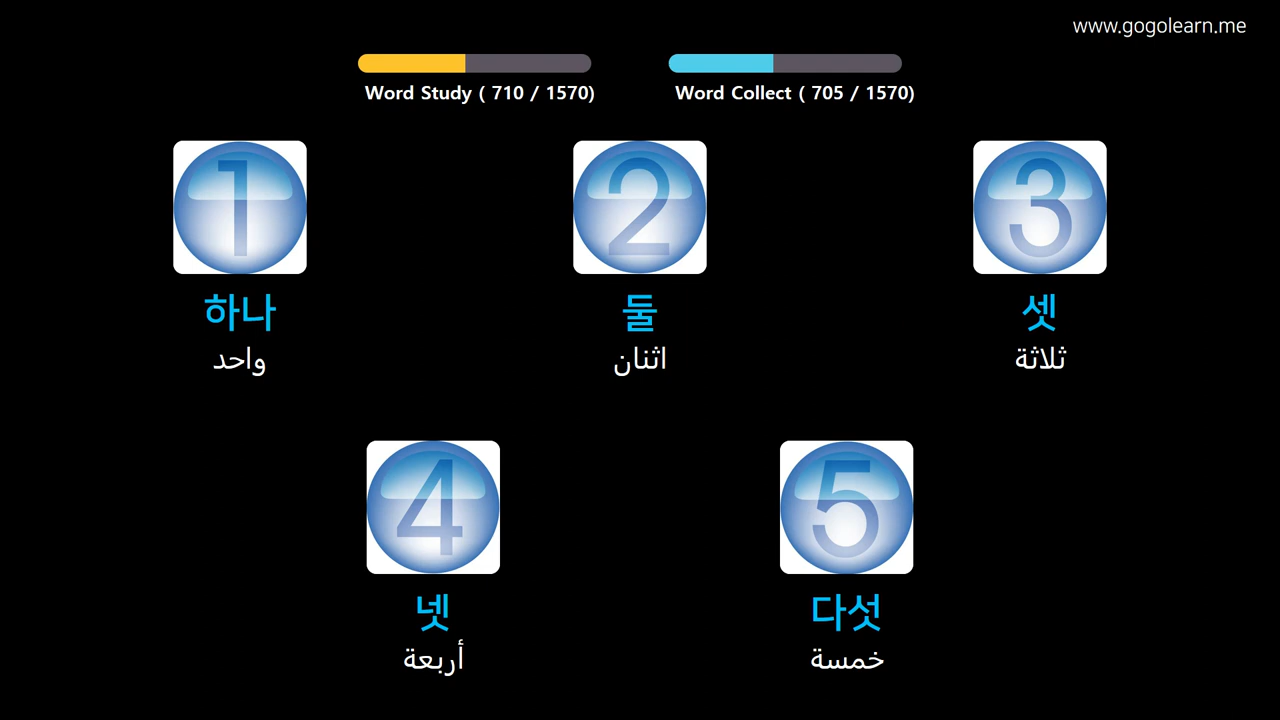 www.gogolearn.me
Word Study ( 710 / 1570)
Word Collect ( 705 / 1570)
1
2
3
하나
둘
셋
واحد
اثنان
ثلاثة
4
5
넷
다섯
أربعة
خمسة